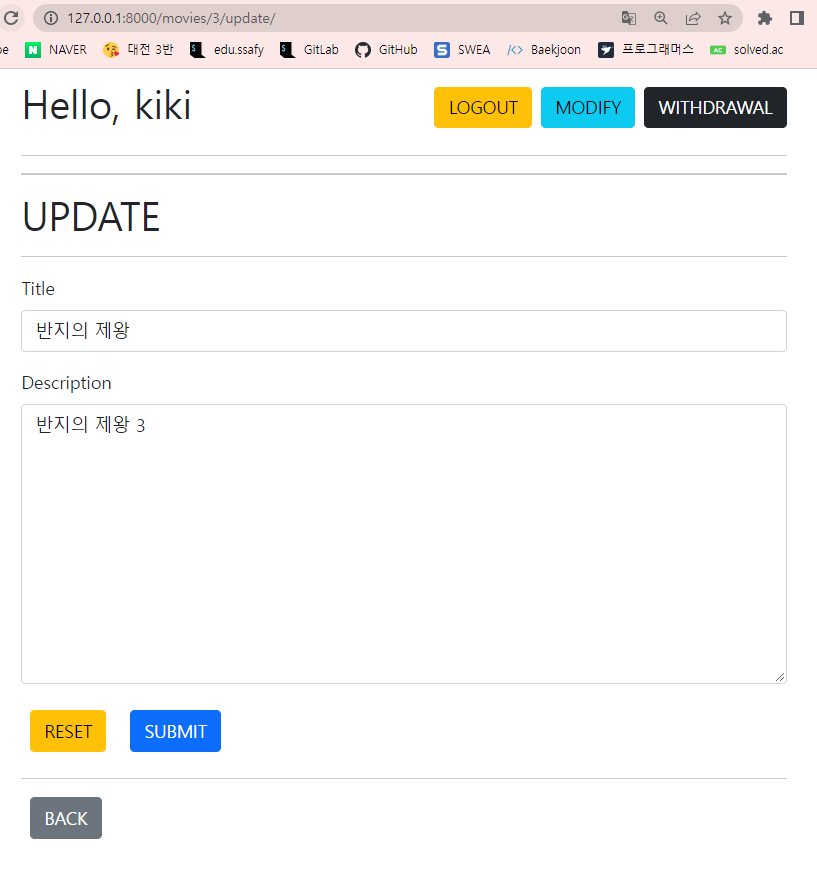 127.0.0.1:8000/movies/3/update/
NAVER 대전 3반 edu.ssafy GitLab GitHub SWEA Baekjoon 프로그래머스 solved.ac
Hello, kiki LOGOUT MODIFY WITHDRAWAL
UPDATE
Title
반지의 제왕
Description
반지의 제왕 3
RESET SUBMIT
BACK